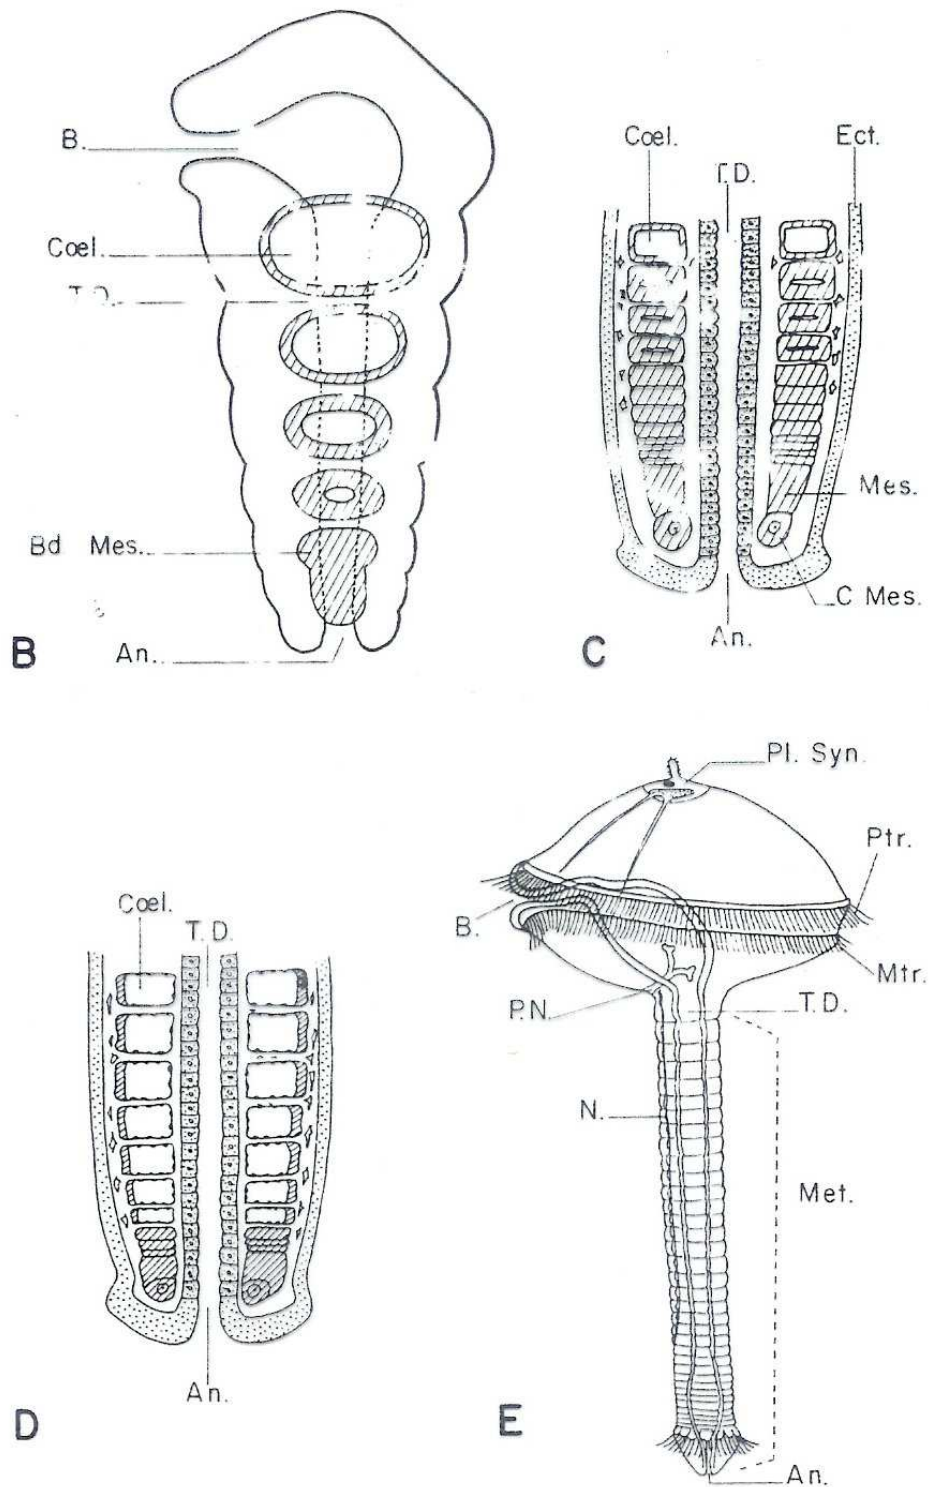 B.
Coel.
T.D.
Bd Mes.
An.
B
Coel.
T.D.
Ect.
Mes.
C Mes.
An.
C
Coel.
T.D.
An.
D
Pl. Syn.
Ptr.
B.
Mtr.
P.N.
T.D.
N.
Met.
An.
E